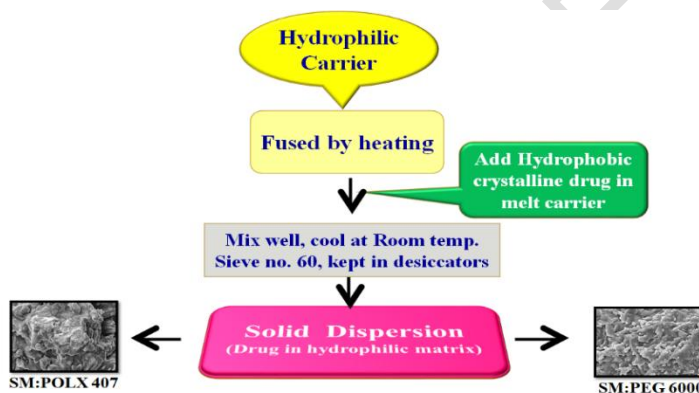 Hydrophilic
Carrier
Fused by heating
Add Hydrophobic
crystalline drug in
melt carrier
Mix well, cool at Room temp.
Sieve no. 60, kept in desiccators
Solid Dispersion
(Drug in hydrophilic matrix)
SM:POLX 407
SM:PEG 6000